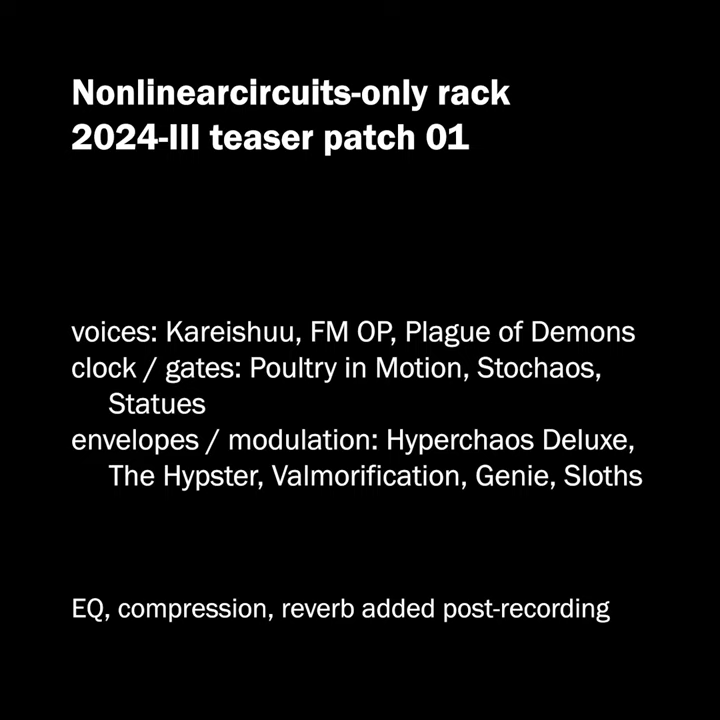 Nonlinearcircuits-only rack
2024-III teaser patch 01
voices: Kareishuu, FM OP, Plague of Demons
clock / gates: Poultry in Motion, Stochaos,
Statues
envelopes / modulation: Hyperchaos Deluxe,
The Hypster, Valmorification, Genie, Sloths
EQ, compression, reverb added post-recording